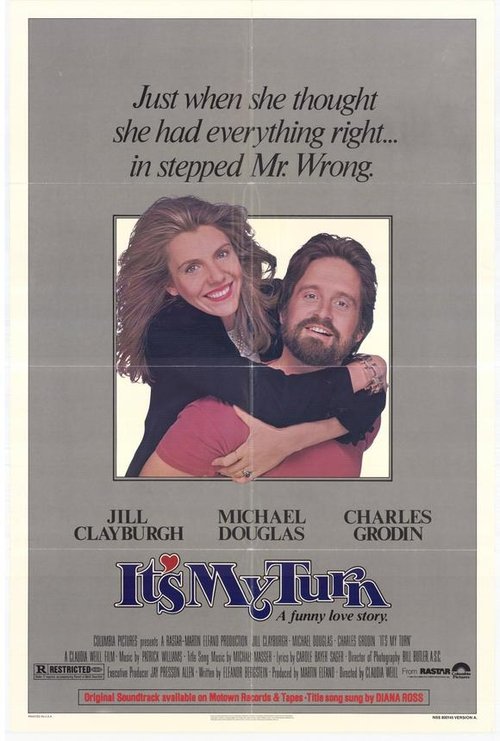 Just when she thought
she had everything right...
in stepped Mr. Wrong.
JILL CLAYBURGH
MICHAEL DOUGLAS
CHARLES GRODIN
It's My Turn
A funny love story.
COLUMBIA PICTURES presents A RASTAR-MARTIN ELFAND PRODUCTION JILL CLAYBURGH · MICHAEL DOUGLAS · CHARLES GRODIN "IT'S MY TURN"
A CLAUDIA WEILL FILM · Music by PATRICK WILLIAMS · Title Song Music by MICHAEL MASSER · Lyrics by CAROLE BAYER SAGER · Director of Photography BILL BUTLER A.S.C.
Executive Producer JAY PRESSON ALLEN · Written by ELEANOR BERGSTEIN · Produced by MARTIN ELFAND · Directed by CLAUDIA WEILL
R RESTRICTED
From RASTAR
Columbia Pictures
Original Soundtrack available on Motown Records & Tapes · Title song sung by DIANA ROSS